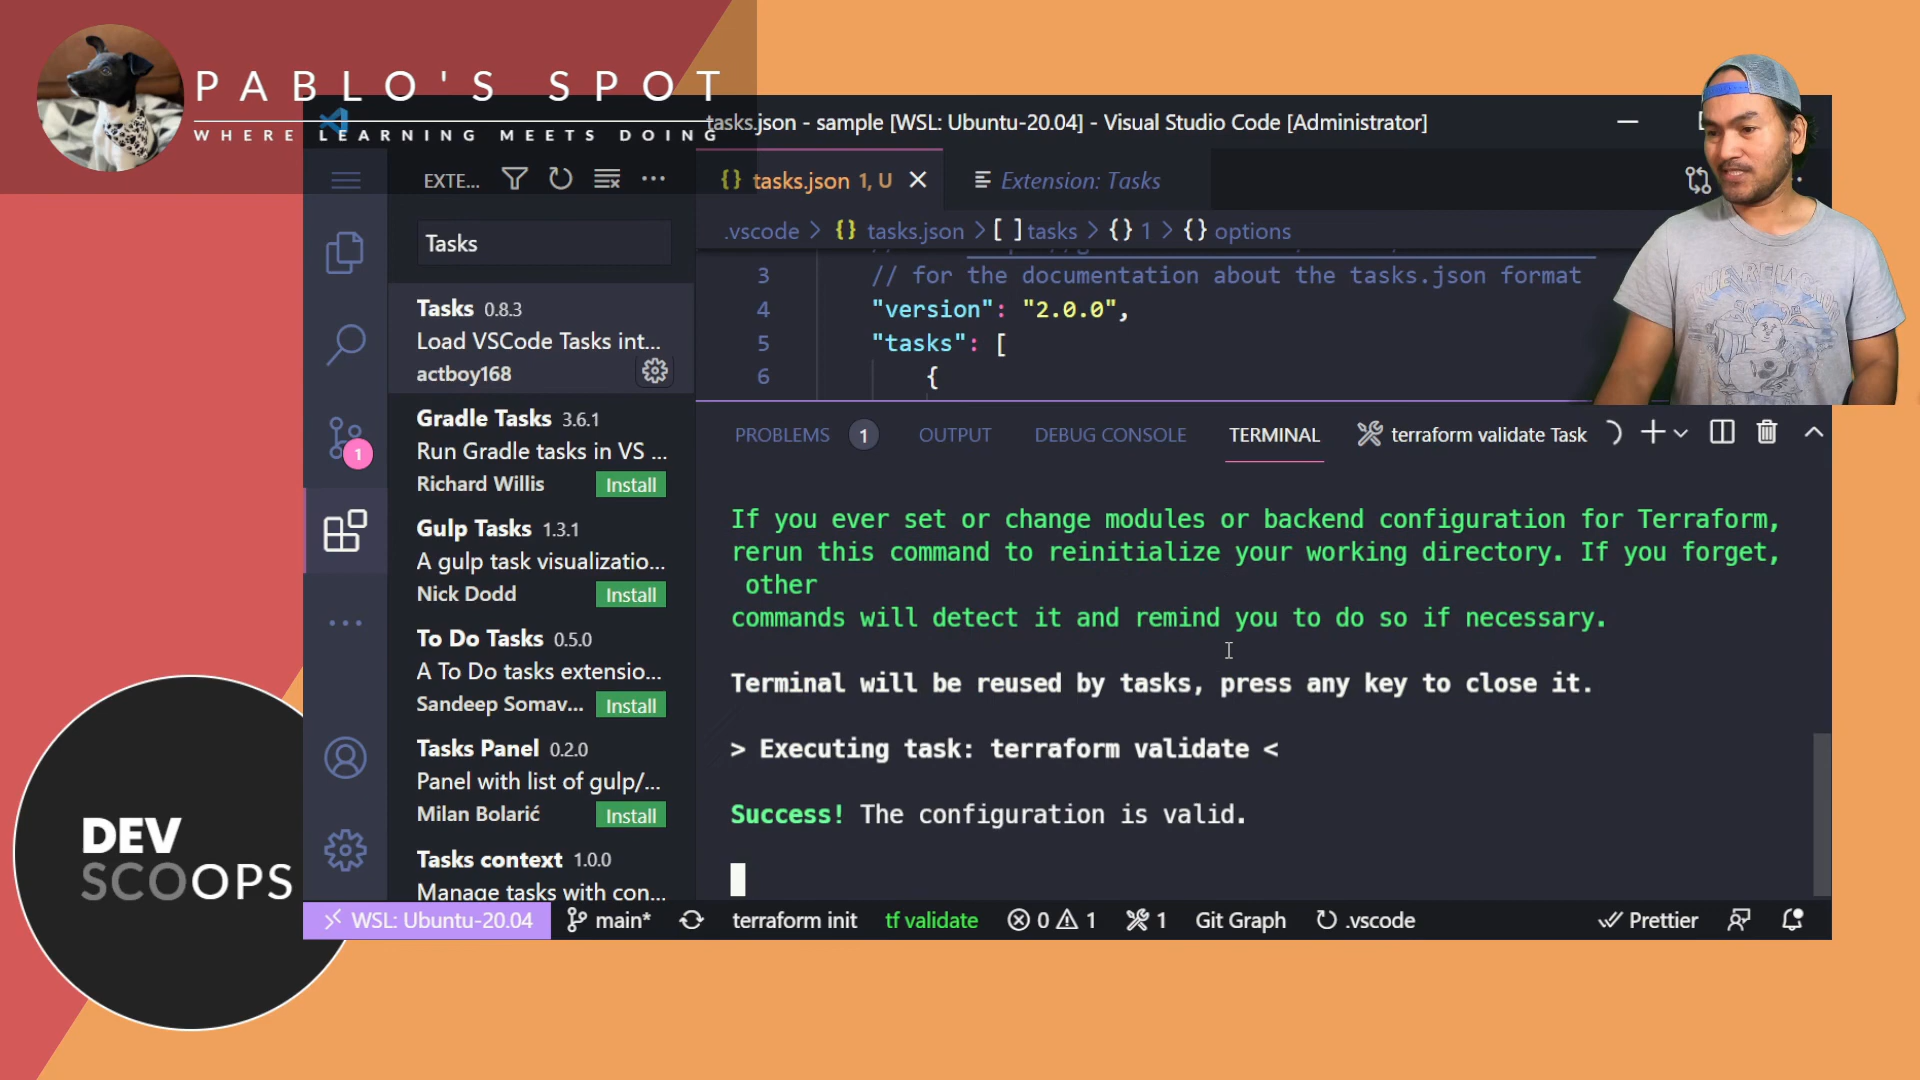 PABLO'S SPOT
WHERE LEARNING MEETS DOING
tasks.json - sample [WSL: Ubuntu-20.04] - Visual Studio Code [Administrator]
EXTE...
Tasks
Tasks 0.8.3
Load VSCode Tasks int...
actboy168
Gradle Tasks 3.6.1
Run Gradle tasks in VS ...
Richard Willis Install
Gulp Tasks 1.3.1
A gulp task visualizatio...
Nick Dodd Install
To Do Tasks 0.5.0
A To Do tasks extensio...
Sandeep Somav... Install
Tasks Panel 0.2.0
Panel with list of gulp/...
Milan Bolarić Install
Tasks context 1.0.0
Manage tasks with con...
1
{} tasks.json 1, U
Extension: Tasks
.vscode > {} tasks.json > [ ] tasks > {} 1 > {} options
3 // for the documentation about the tasks.json format
4 "version": "2.0.0",
5 "tasks": [
6 {
PROBLEMS 1 OUTPUT DEBUG CONSOLE TERMINAL terraform validate Task
If you ever set or change modules or backend configuration for Terraform,
rerun this command to reinitialize your working directory. If you forget,
other
commands will detect it and remind you to do so if necessary.
Terminal will be reused by tasks, press any key to close it.
> Executing task: terraform validate <
Success! The configuration is valid.
WSL: Ubuntu-20.04 main* terraform init tf validate 0 1 1 Git Graph .vscode Prettier
DEV
SCOOPS